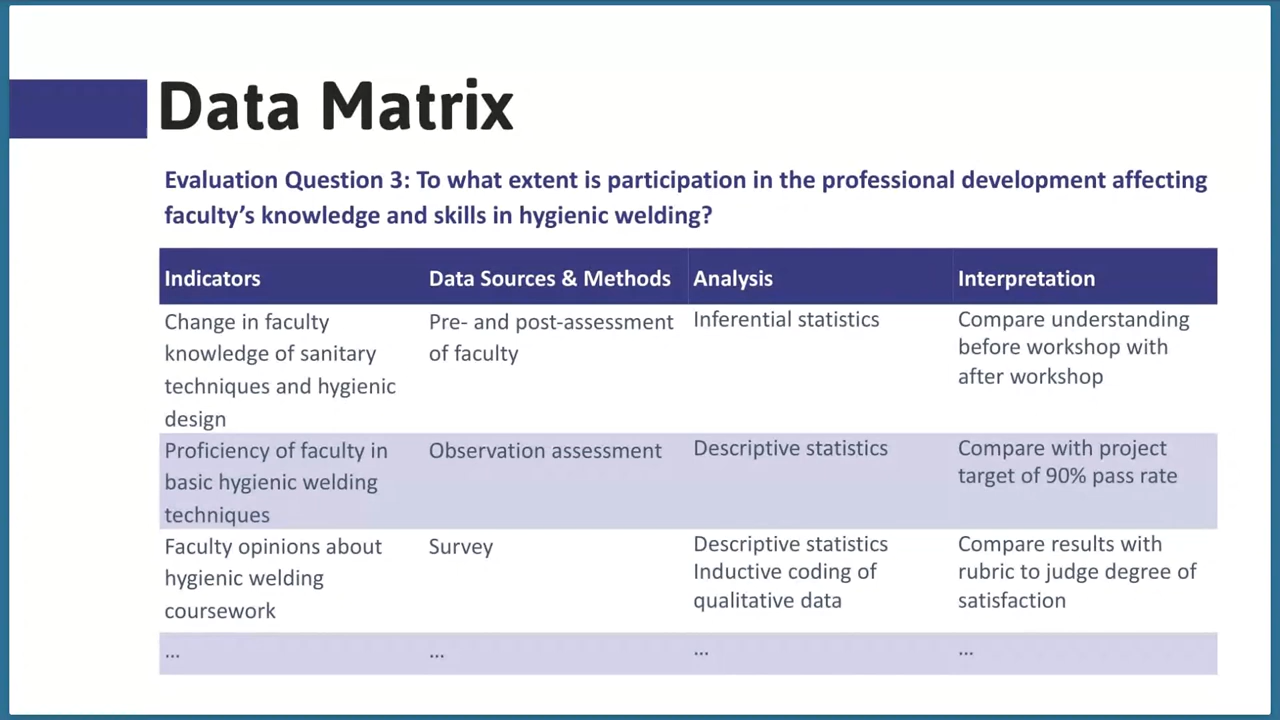 Data Matrix
Evaluation Question 3: To what extent is participation in the professional development affecting
faculty’s knowledge and skills in hygienic welding?
Indicators
Data Sources & Methods
Analysis
Interpretation
Change in faculty
knowledge of sanitary
techniques and hygienic
design
Pre- and post-assessment
of faculty
Inferential statistics
Compare understanding
before workshop with
after workshop
Proficiency of faculty in
basic hygienic welding
techniques
Observation assessment
Descriptive statistics
Compare with project
target of 90% pass rate
Faculty opinions about
hygienic welding
coursework
Survey
Descriptive statistics
Inductive coding of
qualitative data
Compare results with
rubric to judge degree of
satisfaction
...
...
...
...